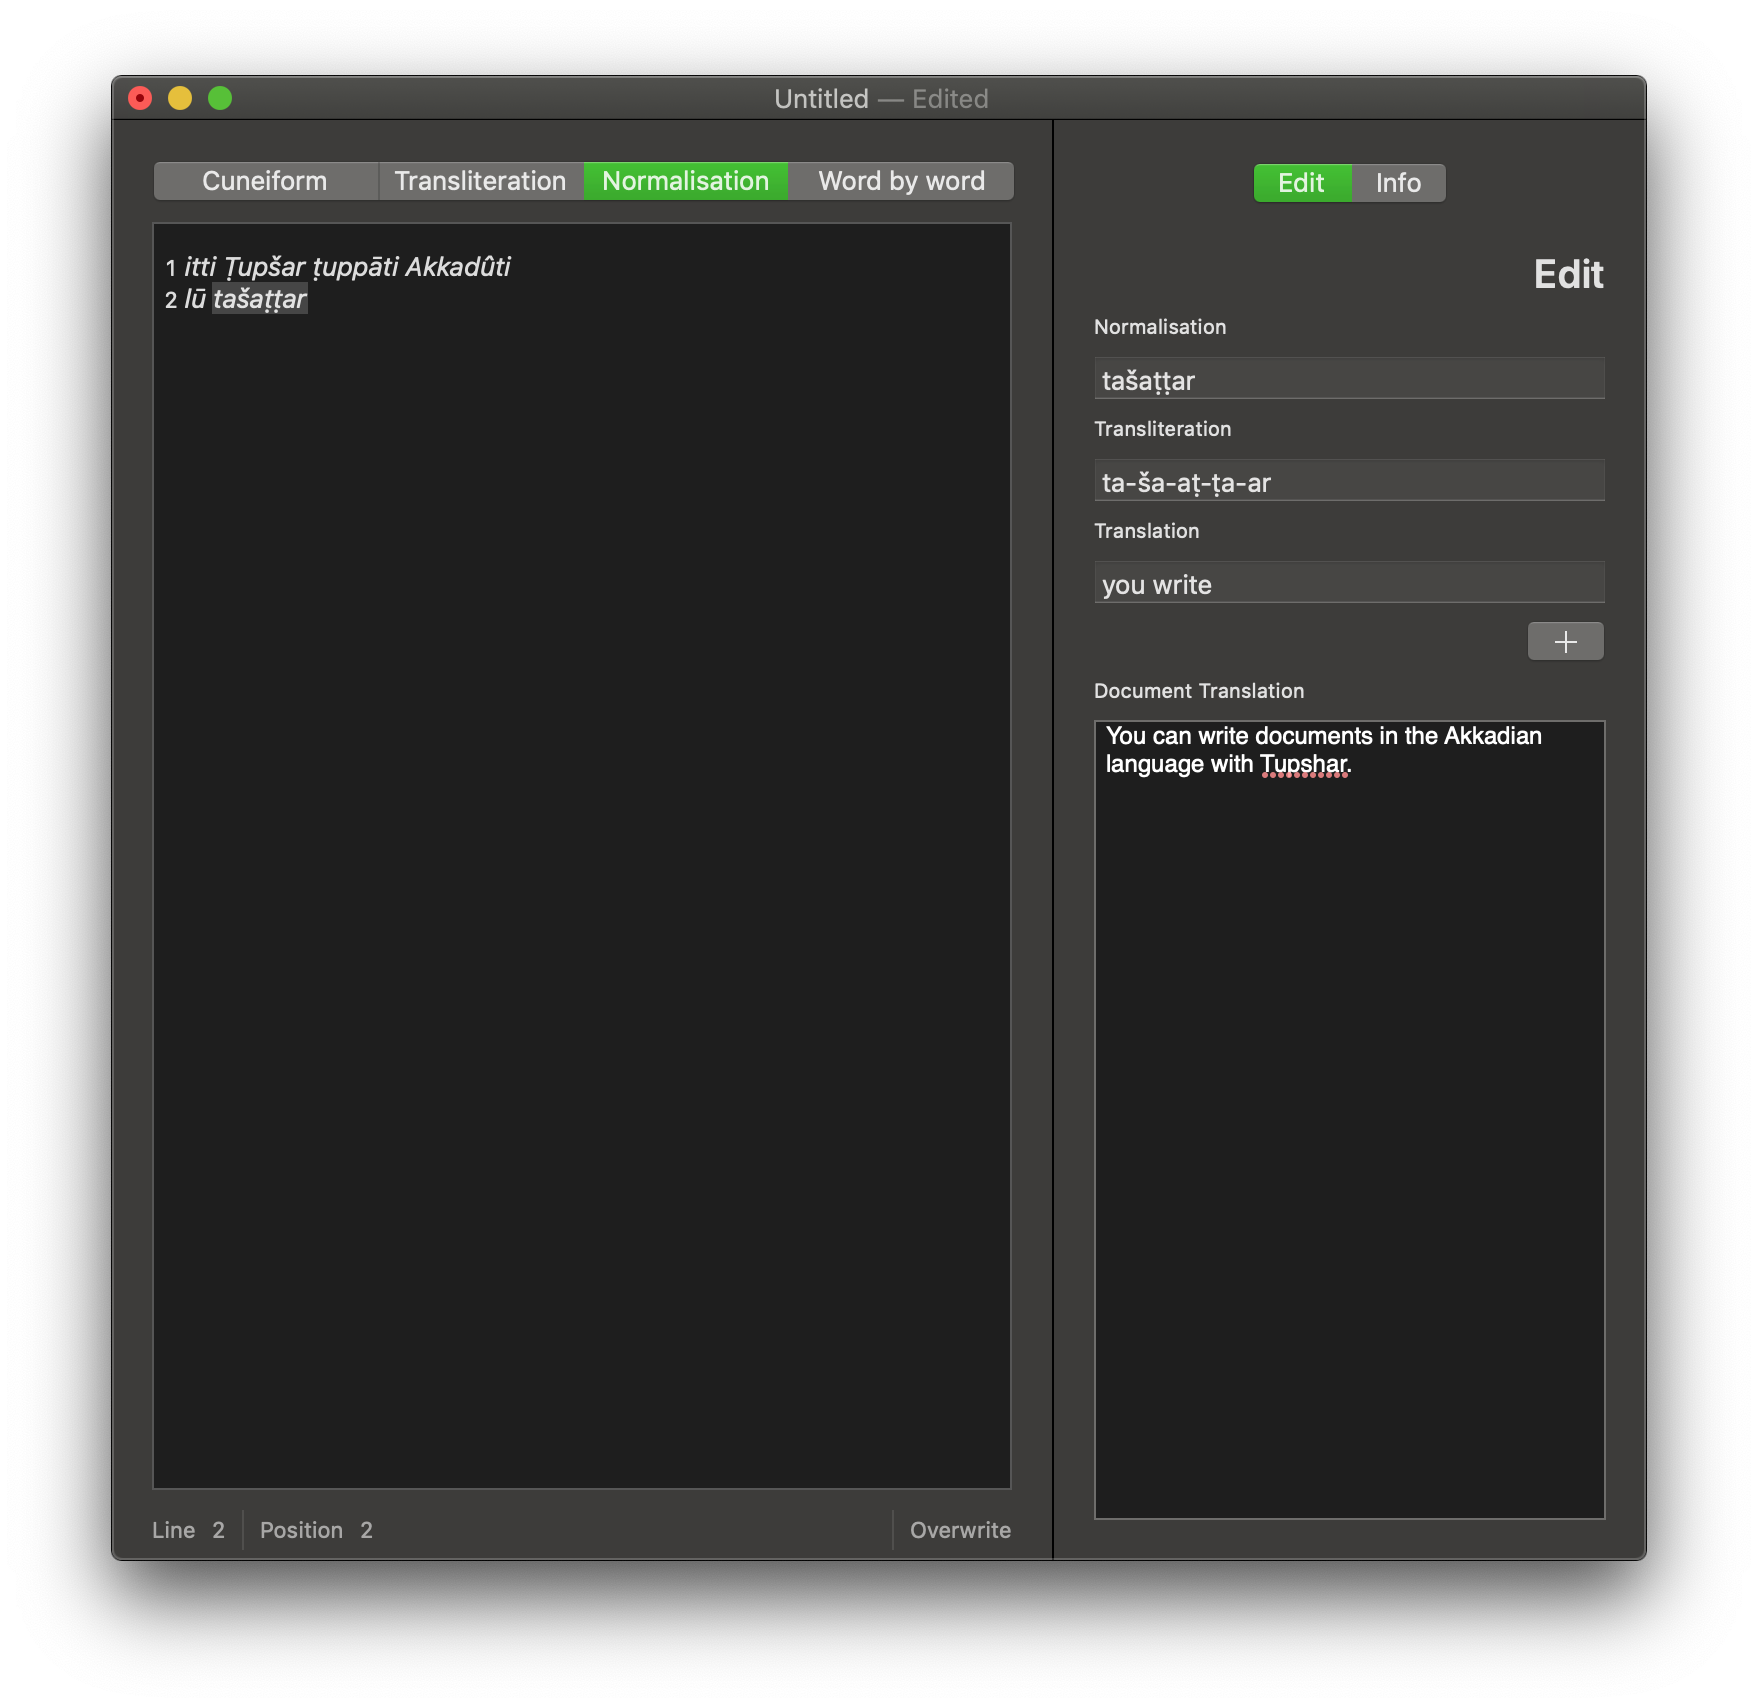 Untitled — Edited
Cuneiform Transliteration Normalisation Word by word
1 itti Ṭupšar ṭuppāti Akkadûti
2 lū tašaṭṭar
Line 2 Position 2 Overwrite
Edit Info
Edit
Normalisation
tašaṭṭar
Transliteration
ta-ša-aṭ-ṭa-ar
Translation
you write
+
Document Translation
You can write documents in the Akkadian
language with Tupshar.